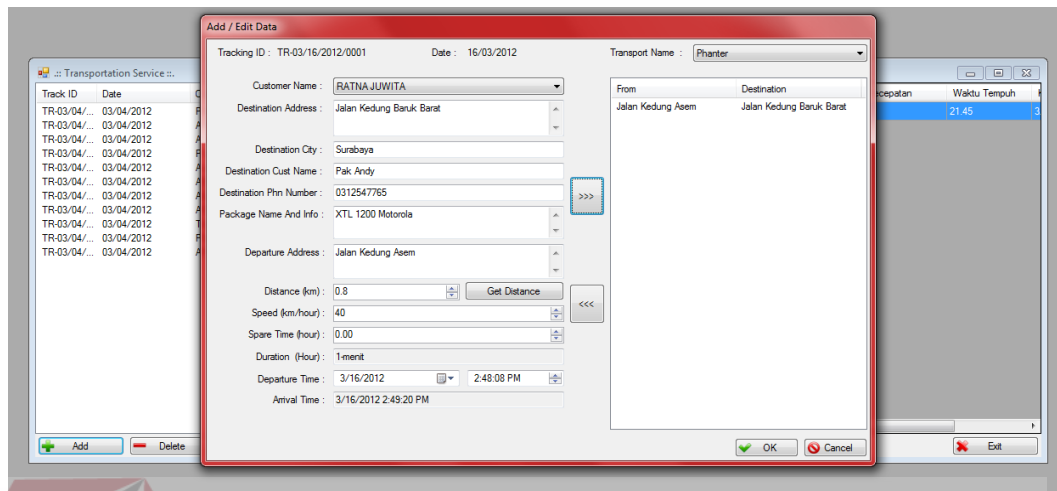 Add / Edit Data
Tracking ID : TR-03/16/2012/0001 Date : 16/03/2012 Transport Name : Phanter
.:: Transportation Service ::.
Track ID Date
TR-03/04/... 03/04/2012
TR-03/04/... 03/04/2012
TR-03/04/... 03/04/2012
TR-03/04/... 03/04/2012
TR-03/04/... 03/04/2012
TR-03/04/... 03/04/2012
TR-03/04/... 03/04/2012
TR-03/04/... 03/04/2012
TR-03/04/... 03/04/2012
TR-03/04/... 03/04/2012
TR-03/04/... 03/04/2012
Add Delete
Customer Name : RATNA JUWITA
Destination Address : Jalan Kedung Baruk Barat
Destination City : Surabaya
Destination Cust Name : Pak Andy
Destination Phn Number : 0312547765
Package Name And Info : XTL 1200 Motorola
Departure Address : Jalan Kedung Asem
Distance (km) : 0.8 Get Distance
Speed (km/hour) : 40
Spare Time (hour) : 0.00
Duration (Hour) : 1-menit
Departure Time : 3/16/2012 2:48:08 PM
Arrival Time : 3/16/2012 2:49:20 PM
>>>
<<<
From Destination
Jalan Kedung Asem Jalan Kedung Baruk Barat
OK Cancel
ecepatan Waktu Tempuh
21.45
Exit